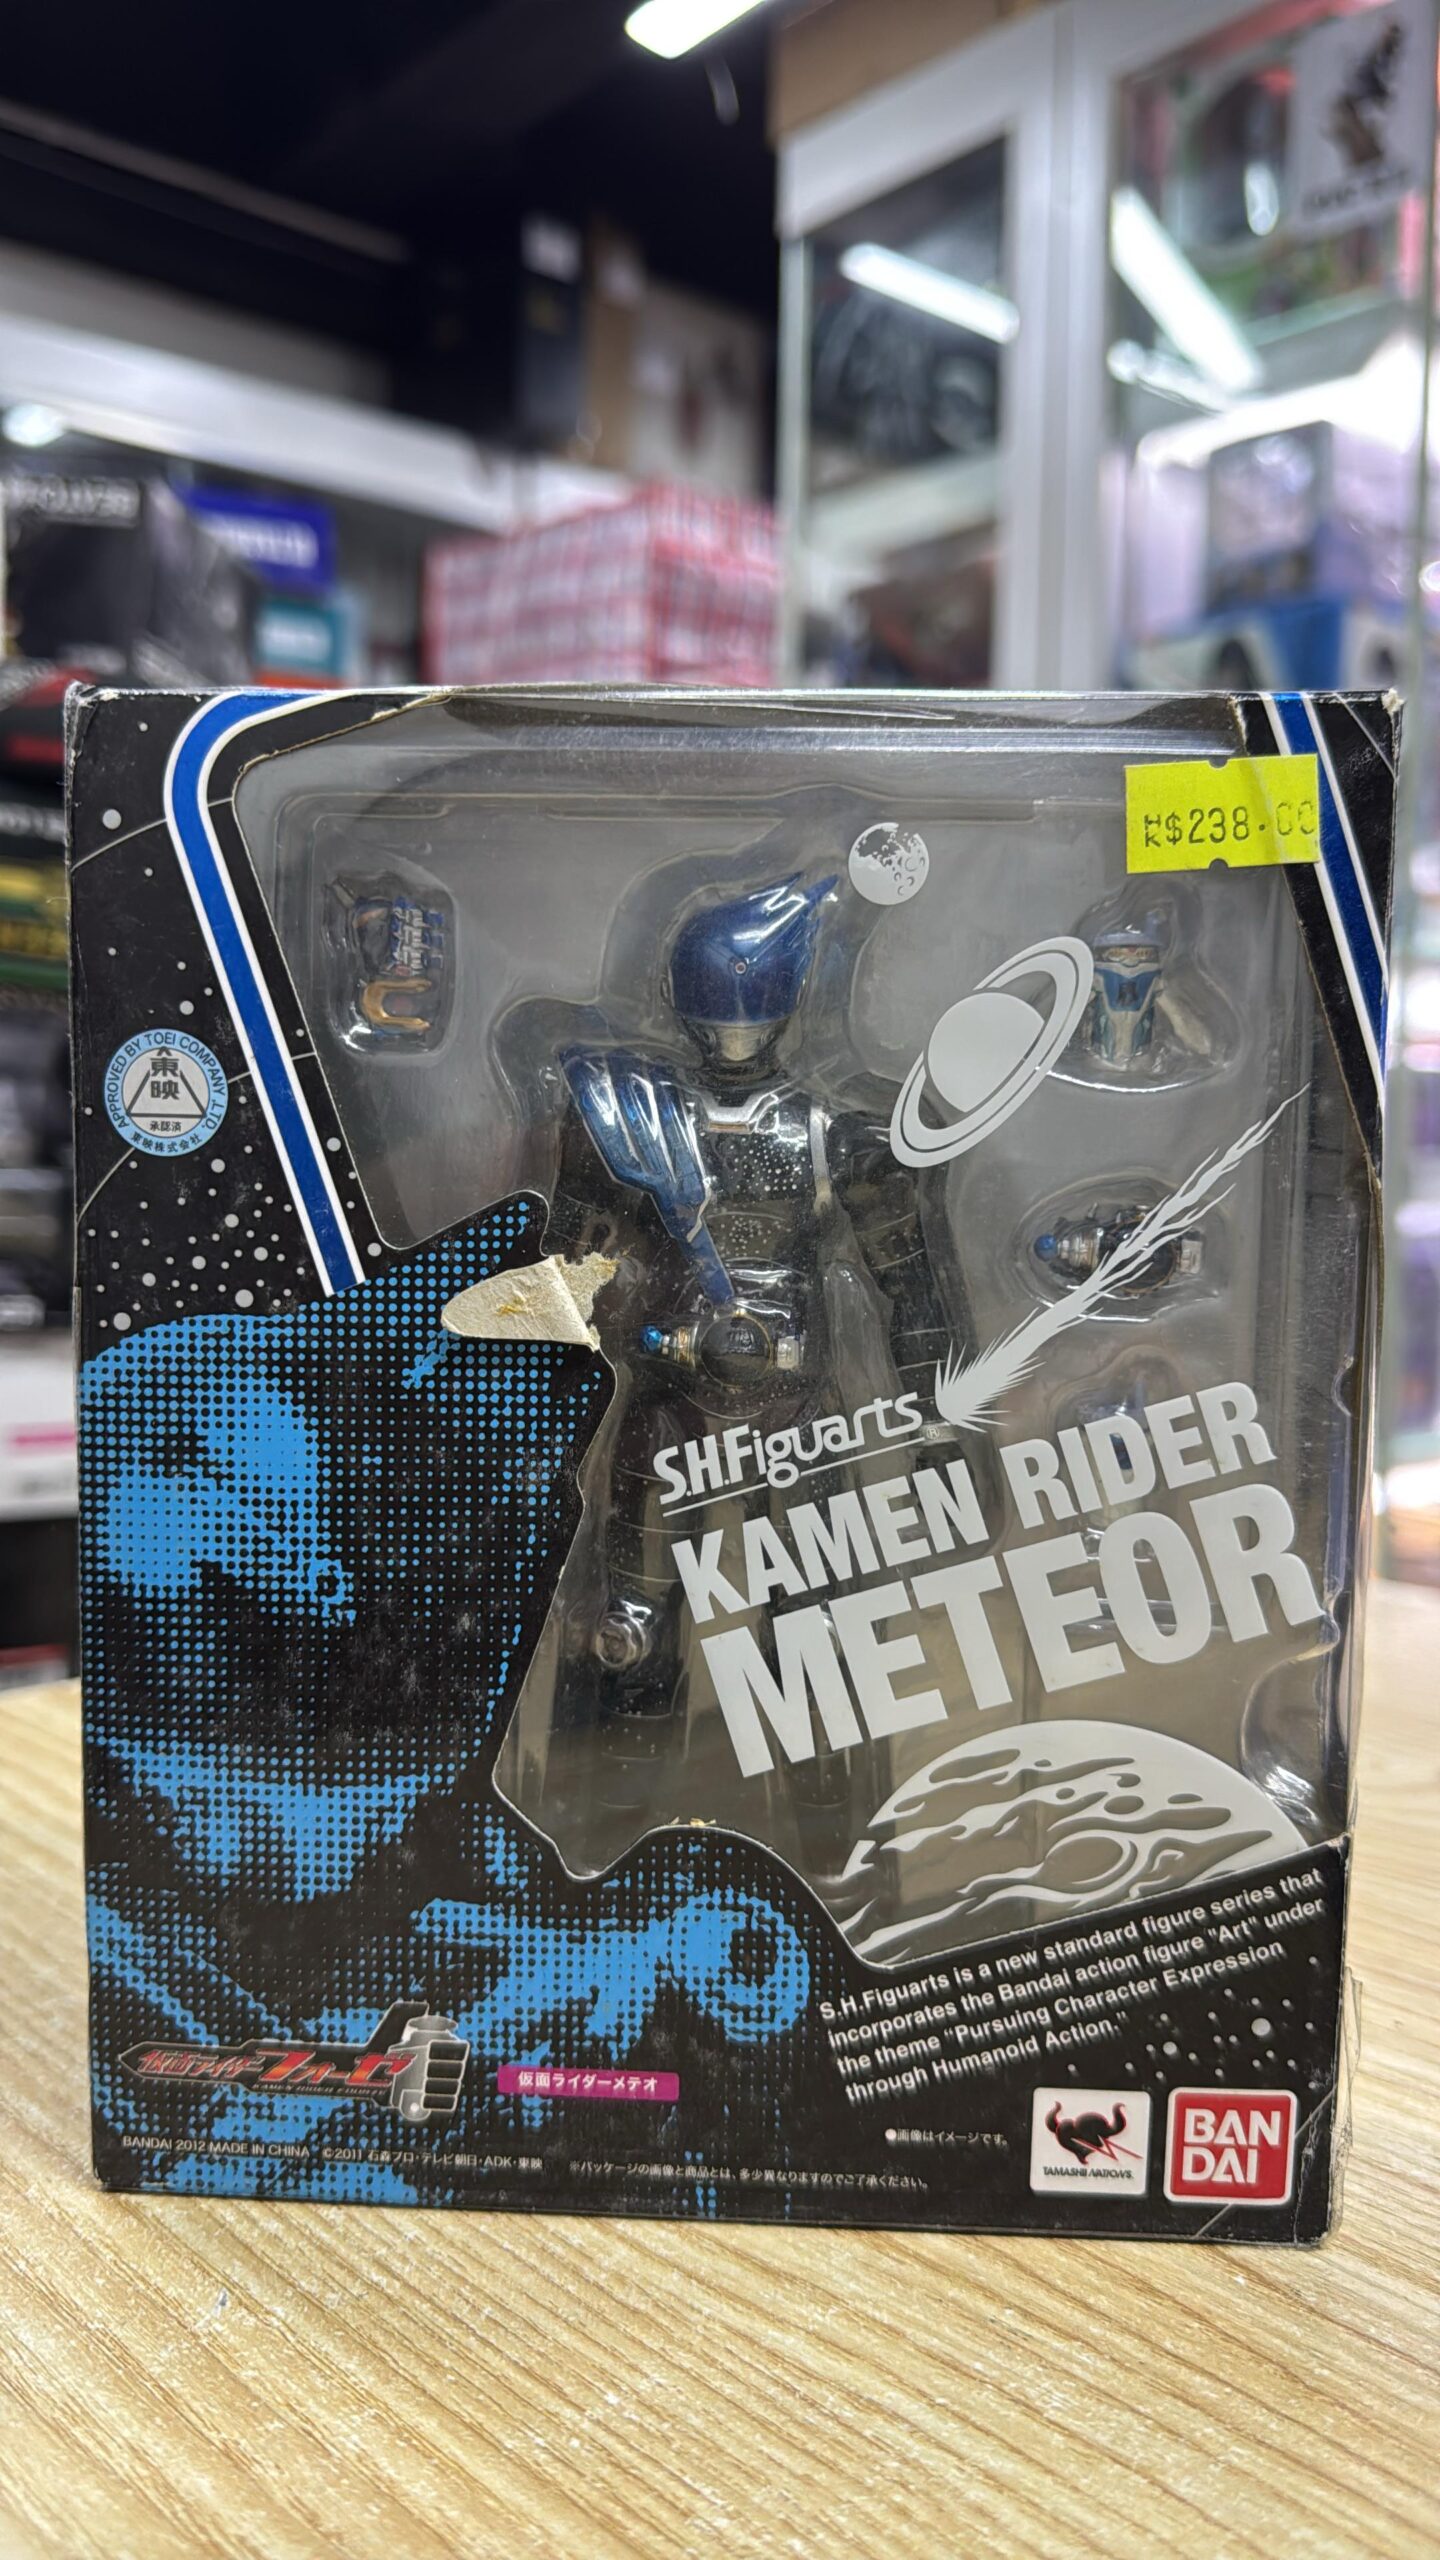 HK$238.00
APPROVED BY TOEI COMPANY, LTD.
東映
承認済
東映株式会社
S.H.Figuarts®
KAMEN RIDER
METEOR
S.H.Figuarts is a new standard figure series that
incorporates the Bandai action figure "Art" under
the theme "Pursuing Character Expression
through Humanoid Action."
仮面ライダーフォーゼ
KAMEN RIDER FOURZE
仮面ライダーメテオ
BANDAI 2012 MADE IN CHINA ©2011 石森プロ・テレビ朝日・ADK・東映
※パッケージの画像と商品とは、多少異なりますのでご了承ください。
●画像はイメージです。
TAMASHII NATIONS
BAN
DAI